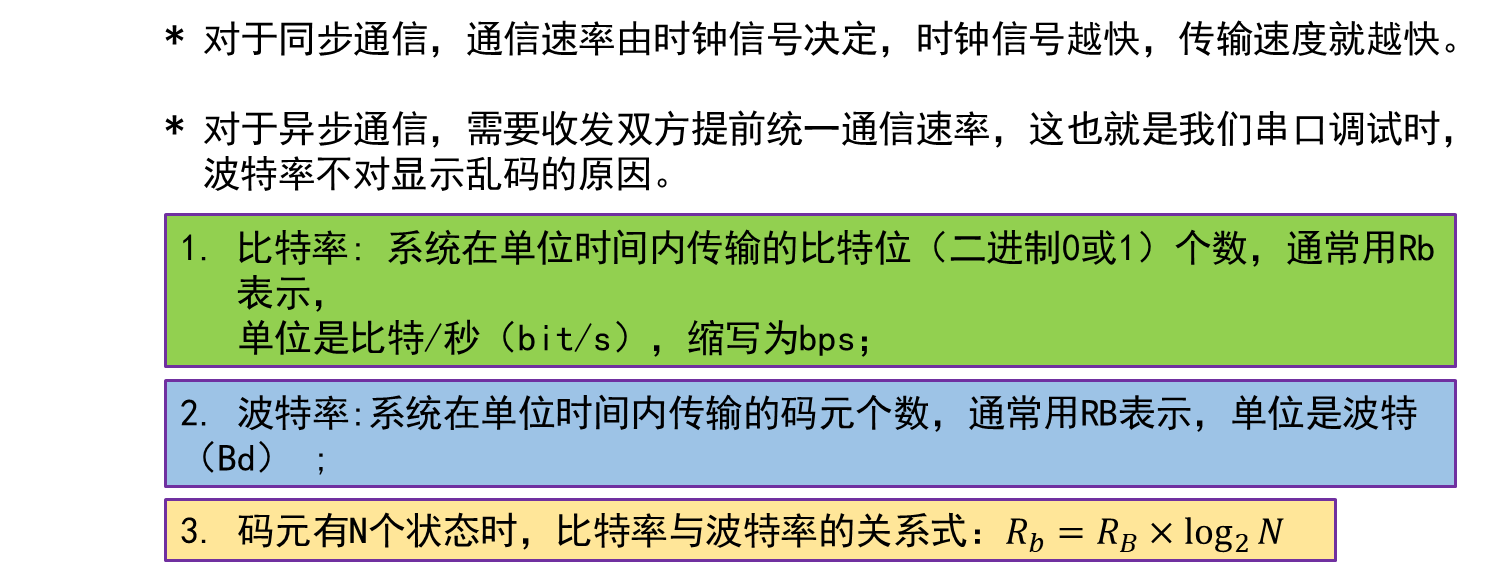 * 对于同步通信，通信速率由时钟信号决定，时钟信号越快，传输速度就越快。
* 对于异步通信，需要收发双方提前统一通信速率，这也就是我们串口调试时，
波特率不对显示乱码的原因。
1. 比特率: 系统在单位时间内传输的比特位（二进制0或1）个数，通常用Rb
表示，
单位是比特/秒（bit/s），缩写为bps；
2. 波特率:系统在单位时间内传输的码元个数，通常用RB表示，单位是波特
（Bd） ;
3. 码元有N个状态时，比特率与波特率的关系式：$R_b = R_B \times \log_2 N$